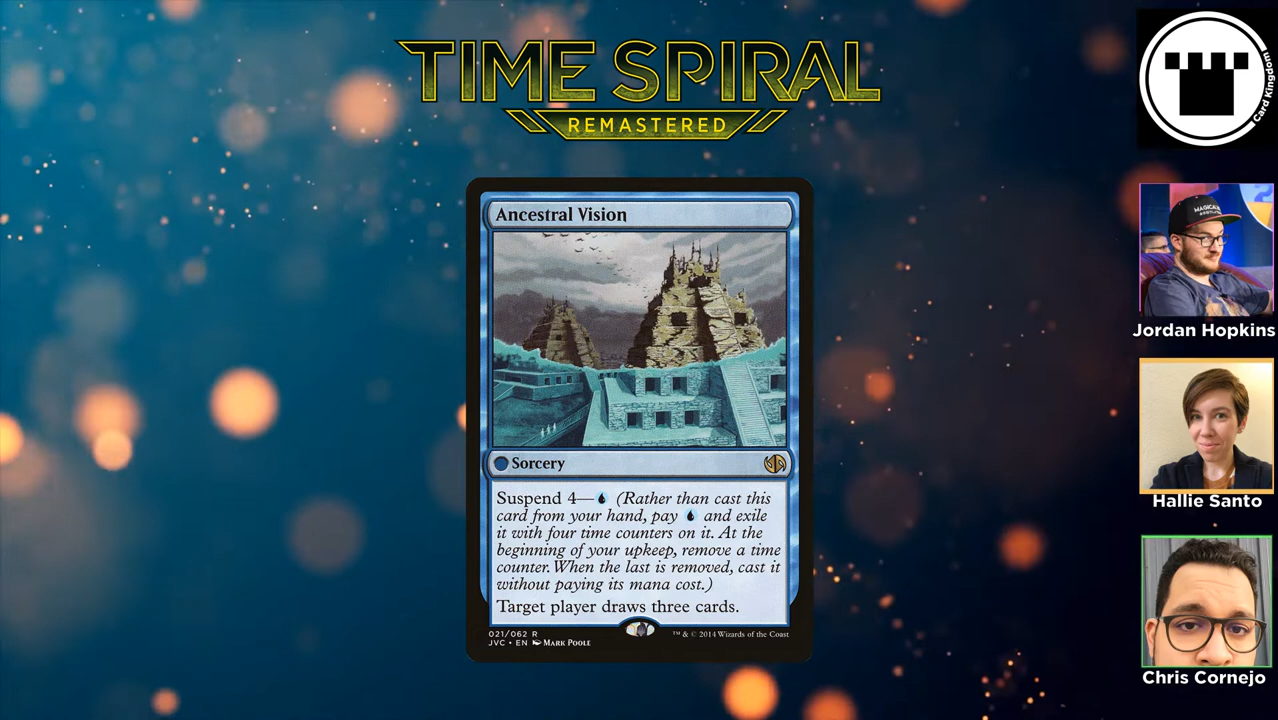 TIME SPIRAL
REMASTERED
Card Kingdom
Ancestral Vision
Sorcery
Suspend 4— (Rather than cast this
card from your hand, pay and exile
it with four time counters on it. At the
beginning of your upkeep, remove a time
counter. When the last is removed, cast it
without paying its mana cost.)
Target player draws three cards.
021/062 R
JVC • EN MARK POOLE
™ & © 2014 Wizards of the Coast
Jordan Hopkins
Hallie Santo
Chris Cornejo